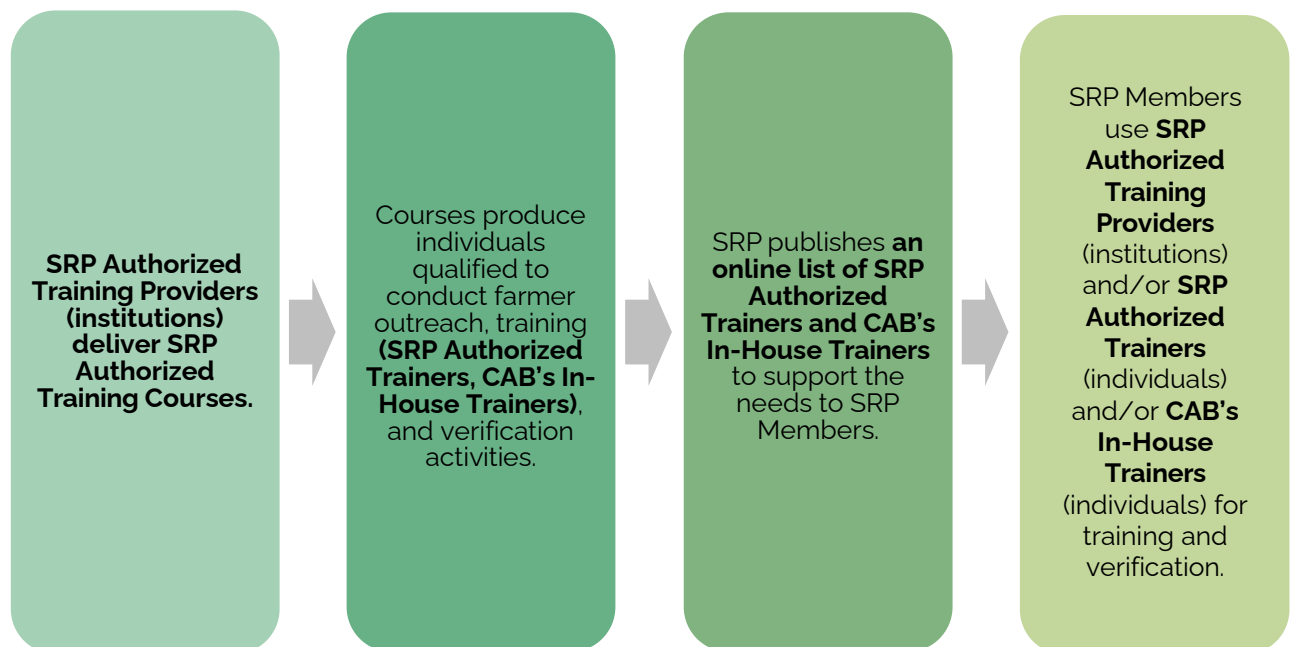 SRP Authorized
Training Providers
(institutions)
deliver SRP
Authorized
Training Courses.
Courses produce
individuals
qualified to
conduct farmer
outreach, training
(SRP Authorized
Trainers, CAB’s In-
House Trainers),
and verification
activities.
SRP publishes an
online list of SRP
Authorized
Trainers and CAB’s
In-House Trainers
to support the
needs to SRP
Members.
SRP Members
use SRP
Authorized
Training
Providers
(institutions)
and/or SRP
Authorized
Trainers
(individuals)
and/or CAB’s
In-House
Trainers
(individuals) for
training and
verification.